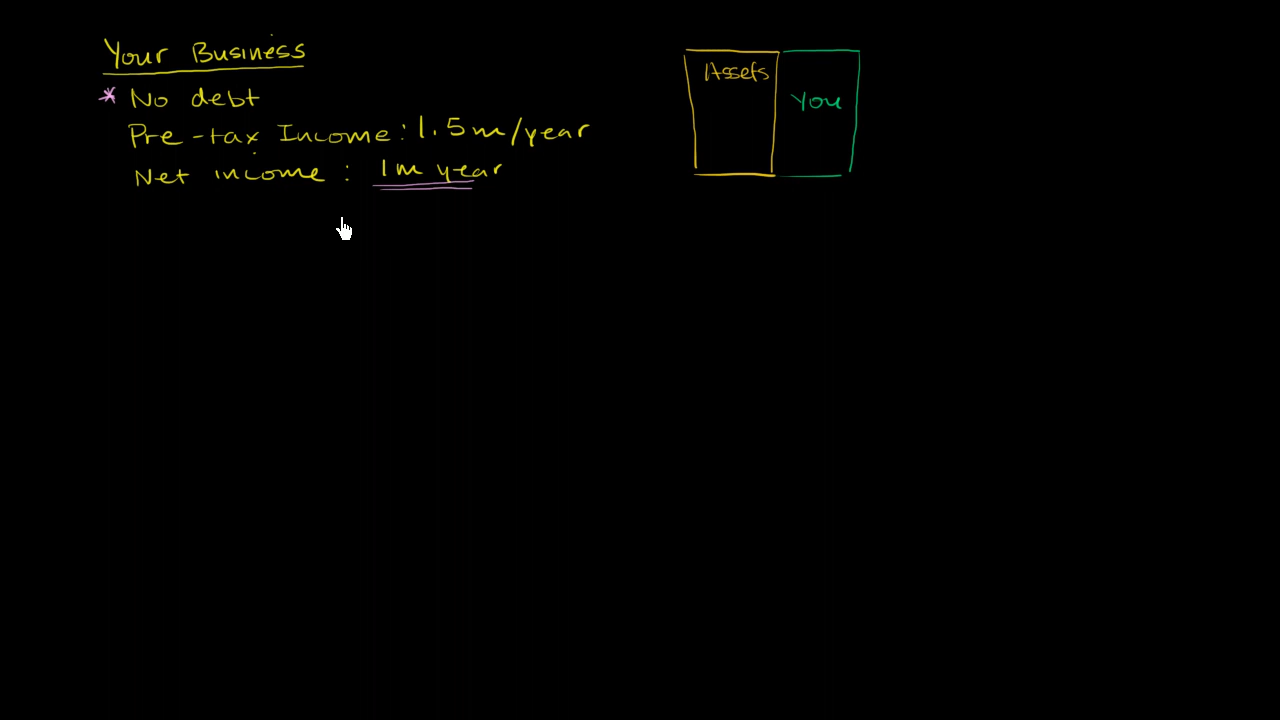 Your Business
* No debt
Pre-tax Income: 1.5m/year
Net income: 1m year
Assets
You